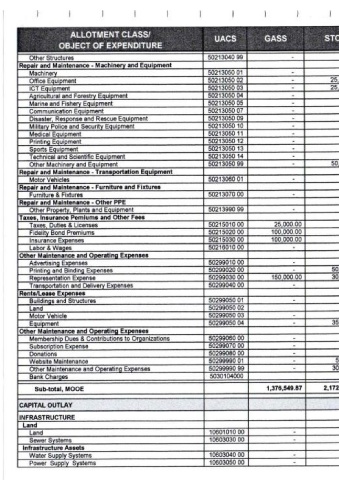 ALLOTMENT CLASS/ OBJECT OF EXPENDITURE UACS GASS STO
Other Structures 50213040 99 -
Repair and Maintenance - Machinery and Equipment
Machinery 50213050 01 -
Office Equipment 50213050 02 - 25,
ICT Equipment 50213050 03 - 25,
Agricultural and Forestry Equipment 50213050 04 -
Marine and Fishery Equipment 50213050 05 -
Communication Equipment 50213050 07 -
Disaster, Response and Rescue Equipment 50213050 09 -
Military Police and Security Equipment 50213050 10 -
Medical Equipment 50213050 11 -
Printing Equipment 50213050 12 -
Sports Equipment 50213050 13 -
Technical and Scientific Equipment 50213050 14 -
Other Machinery and Equipment 50213050 99 - 50,
Repair and Maintenance - Transportation Equipment
Motor Vehicles 50213060 01 -
Repair and Maintenance - Furniture and Fixtures
Furniture & Fixtures 50213070 00 -
Repair and Maintenance - Other PPE
Other Property, Plants and Equipment 50213990 99 -
Taxes, Insurance Pemiums and Other Fees
Taxes, Duties & Licenses 50215010 00 25,000.00
Fidelity Bond Premiums 50215020 00 100,000.00
Insurance Expenses 50215030 00 100,000.00
Labor & Wages 50216010 00 -
Other Maintenance and Operating Expenses
Advertising Expenses 50299010 00 -
Printing and Binding Expenses 50299020 00 - 50
Representation Expense 50299030 00 150,000.00 30
Transportation and Delivery Expenses 50299040 00 -
Rents/Lease Expenses
Buildings and Structures 50299050 01 -
Land 50299050 02 -
Motor Vehicle 50299050 03 -
Equipment 50299050 04 - 35
Other Maintenance and Operating Expenses
Membership Dues & Contributions to Organizations 50299060 00 -
Subscription Expense 50299070 00 -
Donations 50299080 00 -
Website Maintenance 50299990 01 - 5
Other Maintenance and Operating Expenses 50299990 99 - 30
Bank Charges 5030104000
Sub-total, MOOE 1,376,549.87 2,172
CAPITAL OUTLAY
INFRASTRUCTURE
Land
Land 10601010 00 -
Sewer Systems 10603030 00 -
Infrastructure Assets
Water Supply Systems 10603040 00 -
Power Supply Systems 10603050 00 -